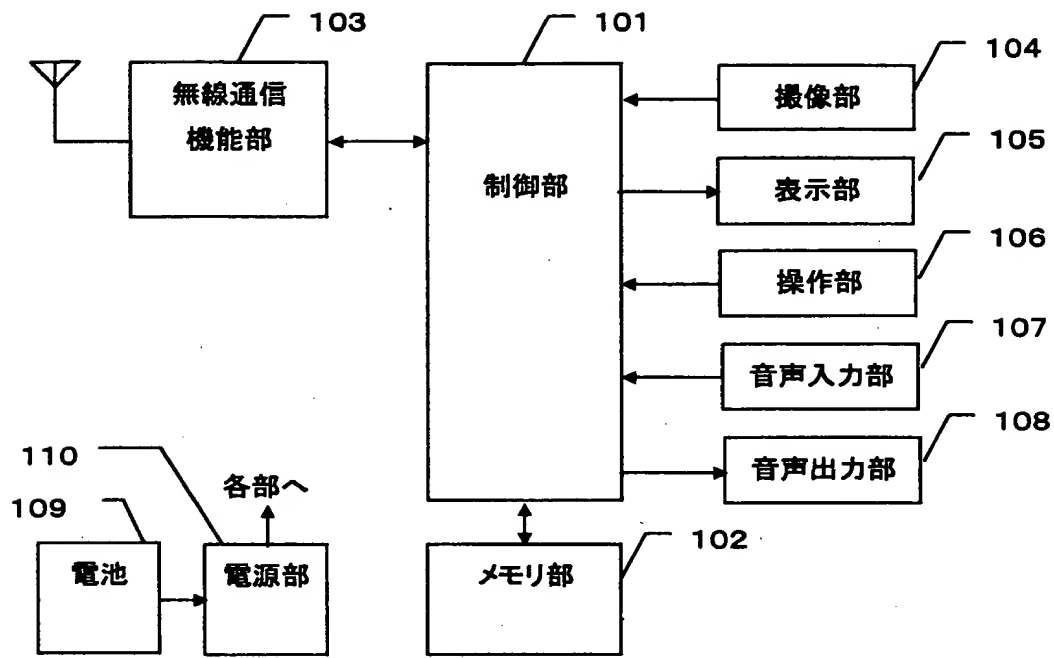 103
無線通信
機能部
101
制御部
104
撮像部
105
表示部
106
操作部
107
音声入力部
108
音声出力部
110
各部へ
109
電池
電源部
102
メモリ部